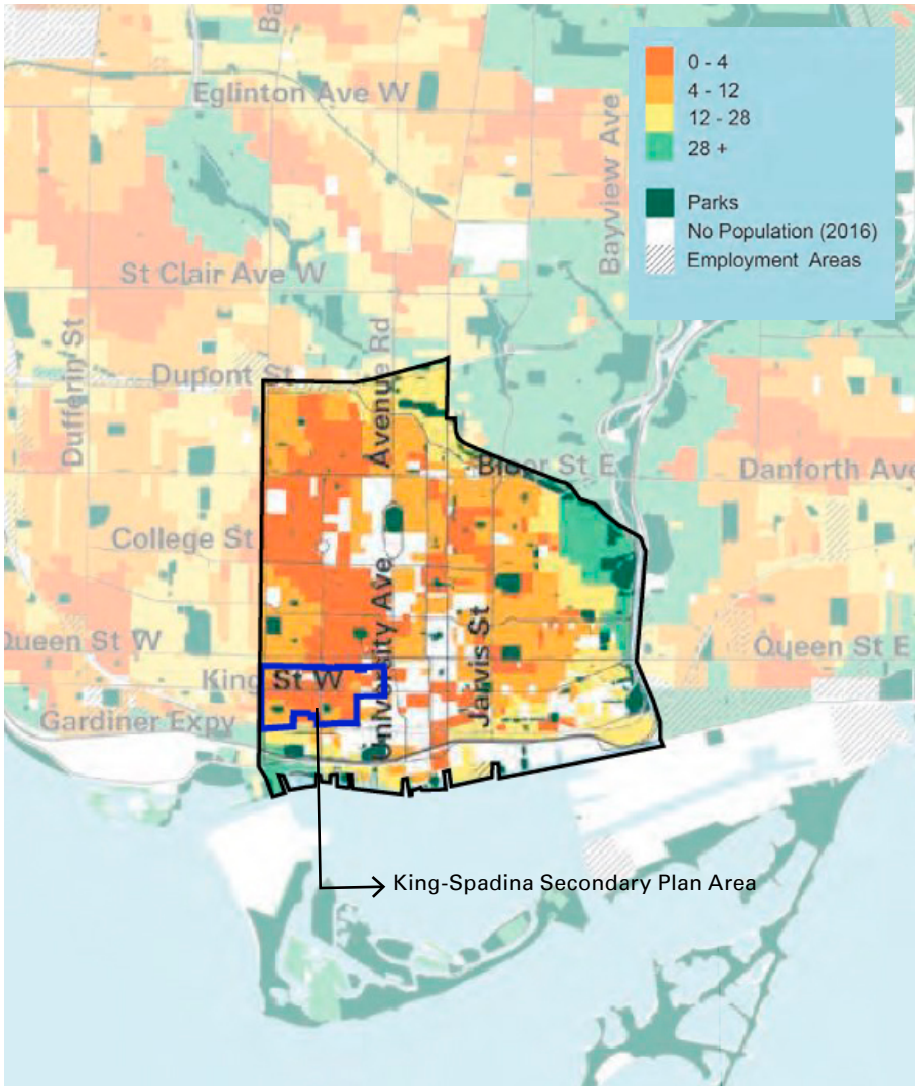 Ba
Eglinton Ave W
0 - 4
4 - 12
12 - 28
28 +
Parks
No Population (2016)
Employment Areas
Bayview Ave
St Clair Ave W
Dufferin St
Dupont St
Avenue Rd
Bloor St E
Danforth Ave
College St
University Ave
Jarvis St
Queen St W
Queen St E
King St W
Gardiner Expy
King-Spadina Secondary Plan Area